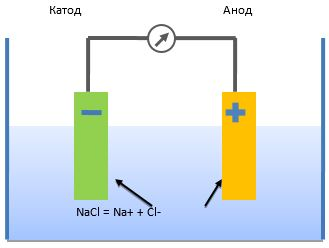 Катод Анод
− +
NaCl = Na+ + Cl-